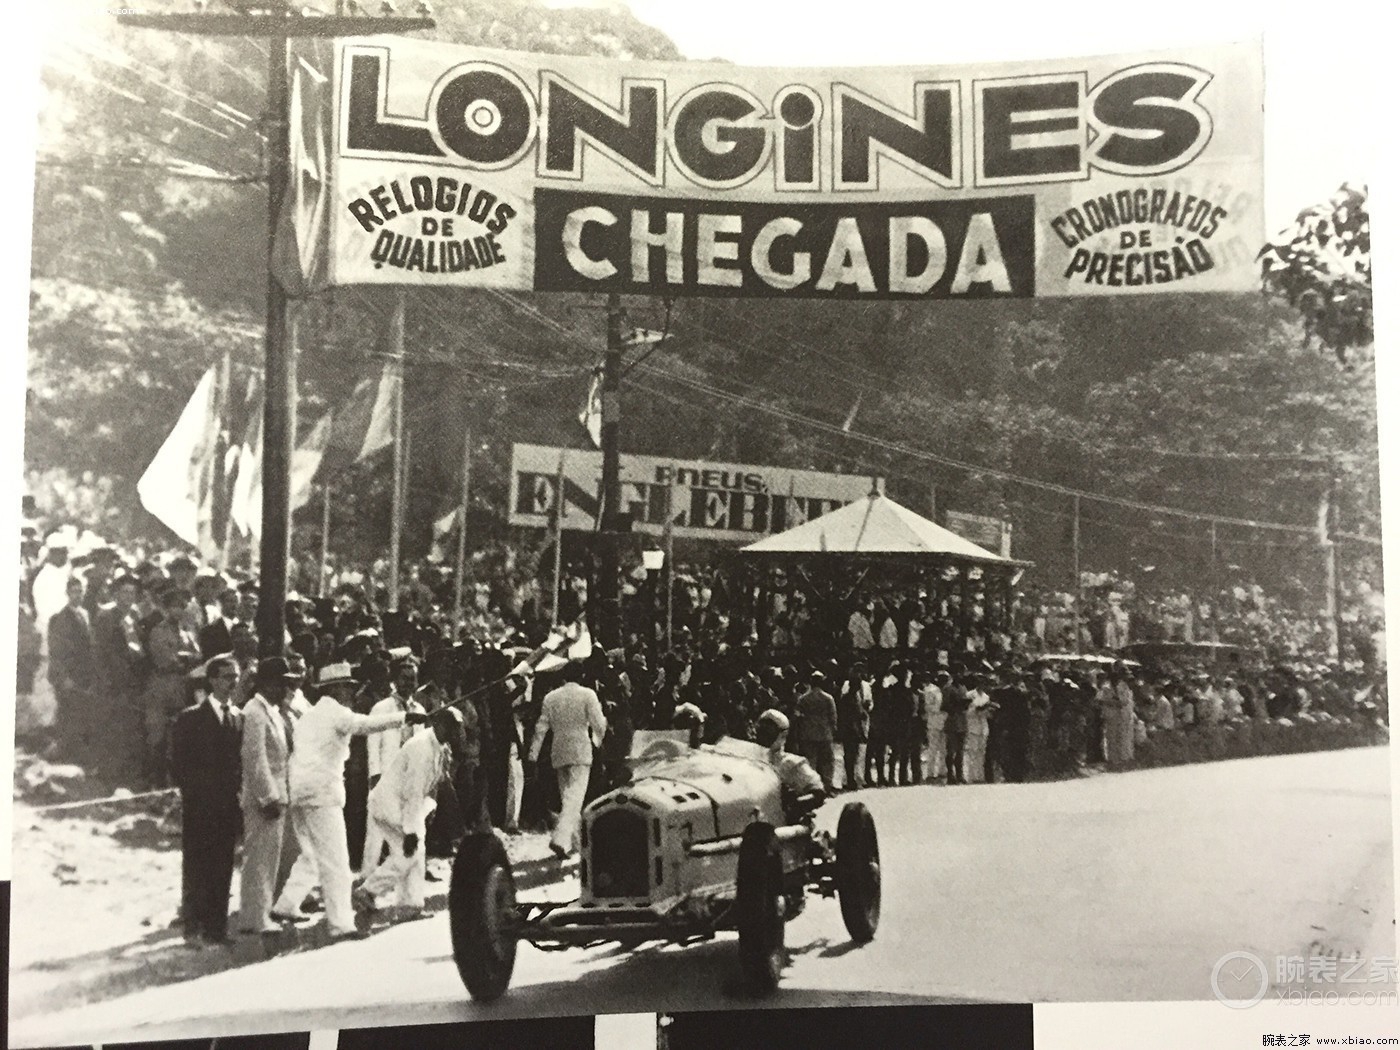 LONGiNES
RELOGIOS
DE
QUALIDADE
CHEGADA
CRONOGRAFOS
DE
PRECISÃO
PNEUS
ENGLEBER
腕表之家
xbiao.com
腕表之家 www.xbiao.com